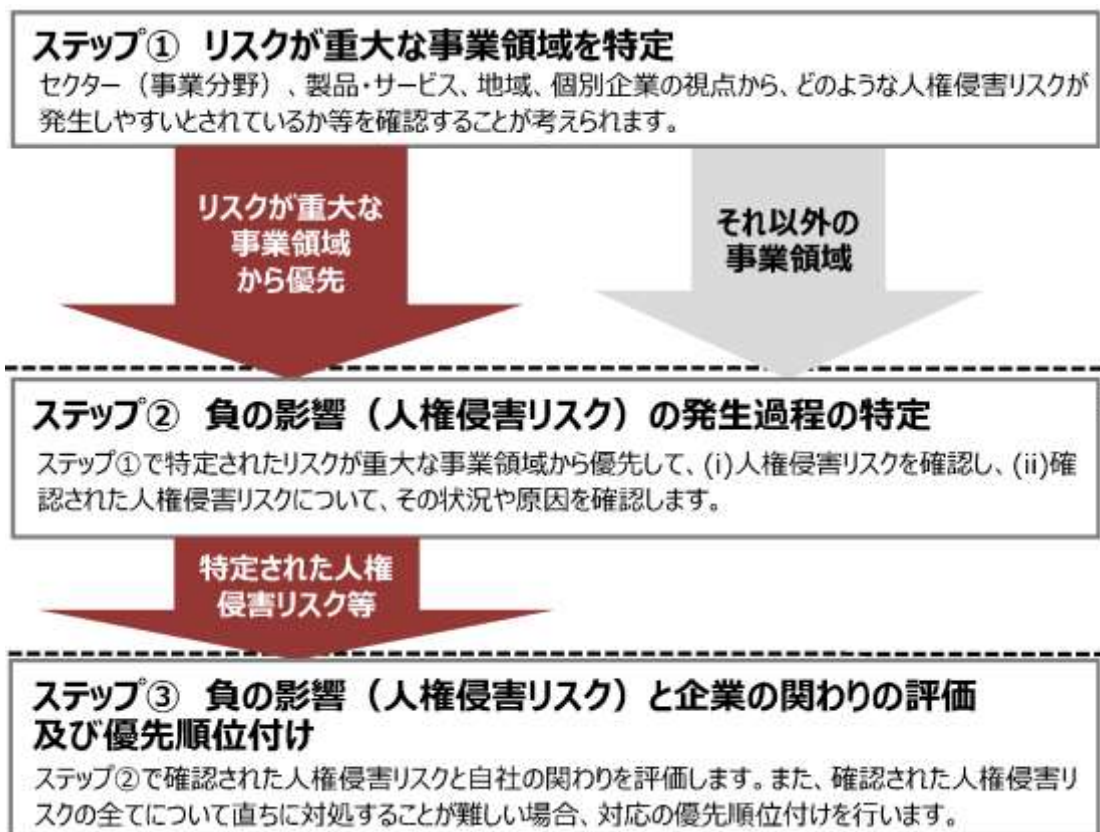 ステップ① リスクが重大な事業領域を特定
セクター（事業分野）、製品・サービス、地域、個別企業の視点から、どのような人権侵害リスクが
発生しやすいとされているか等を確認することが考えられます。
リスクが重大な
事業領域
から優先
それ以外の
事業領域
ステップ② 負の影響（人権侵害リスク）の発生過程の特定
ステップ①で特定されたリスクが重大な事業領域から優先して、(i)人権侵害リスクを確認し、(ii)確
認された人権侵害リスクについて、その状況や原因を確認します。
特定された人権
侵害リスク等
ステップ③ 負の影響（人権侵害リスク）と企業の関わりの評価
及び優先順位付け
ステップ②で確認された人権侵害リスクと自社の関わりを評価します。また、確認された人権侵害リ
スクの全てについて直ちに対処することが難しい場合、対応の優先順位付けを行います。